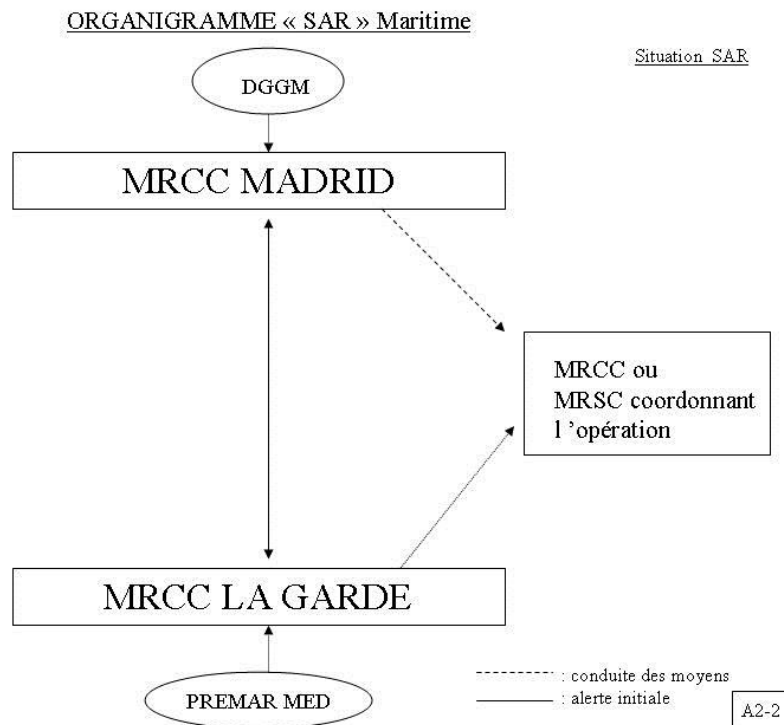 ORGANIGRAMME « SAR » Maritime
Situation SAR
DGGM
MRCC MADRID
MRCC ou
MRSC coordonnant
l ’opération
MRCC LA GARDE
PREMAR MED
: conduite des moyens
: alerte initiale
A2-2